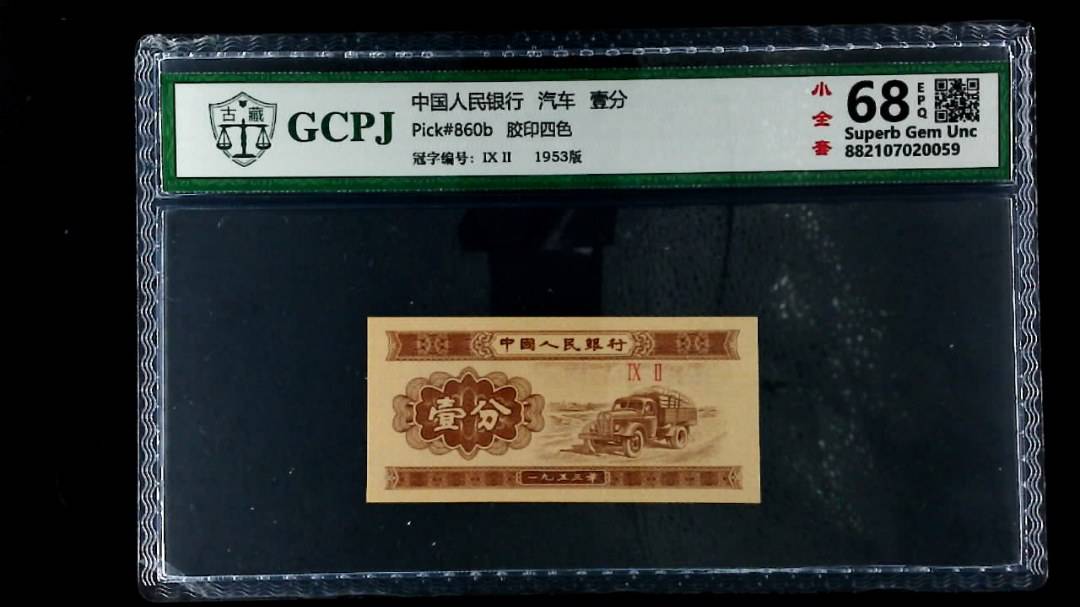 古藏
GCPJ
中国人民银行 汽车 壹分
Pick#860b 胶印四色
冠字编号：IX II 1953版
小全套
68 EPQ
Superb Gem Unc
882107020059
中國人民銀行
IX II
壹分
一九五三年